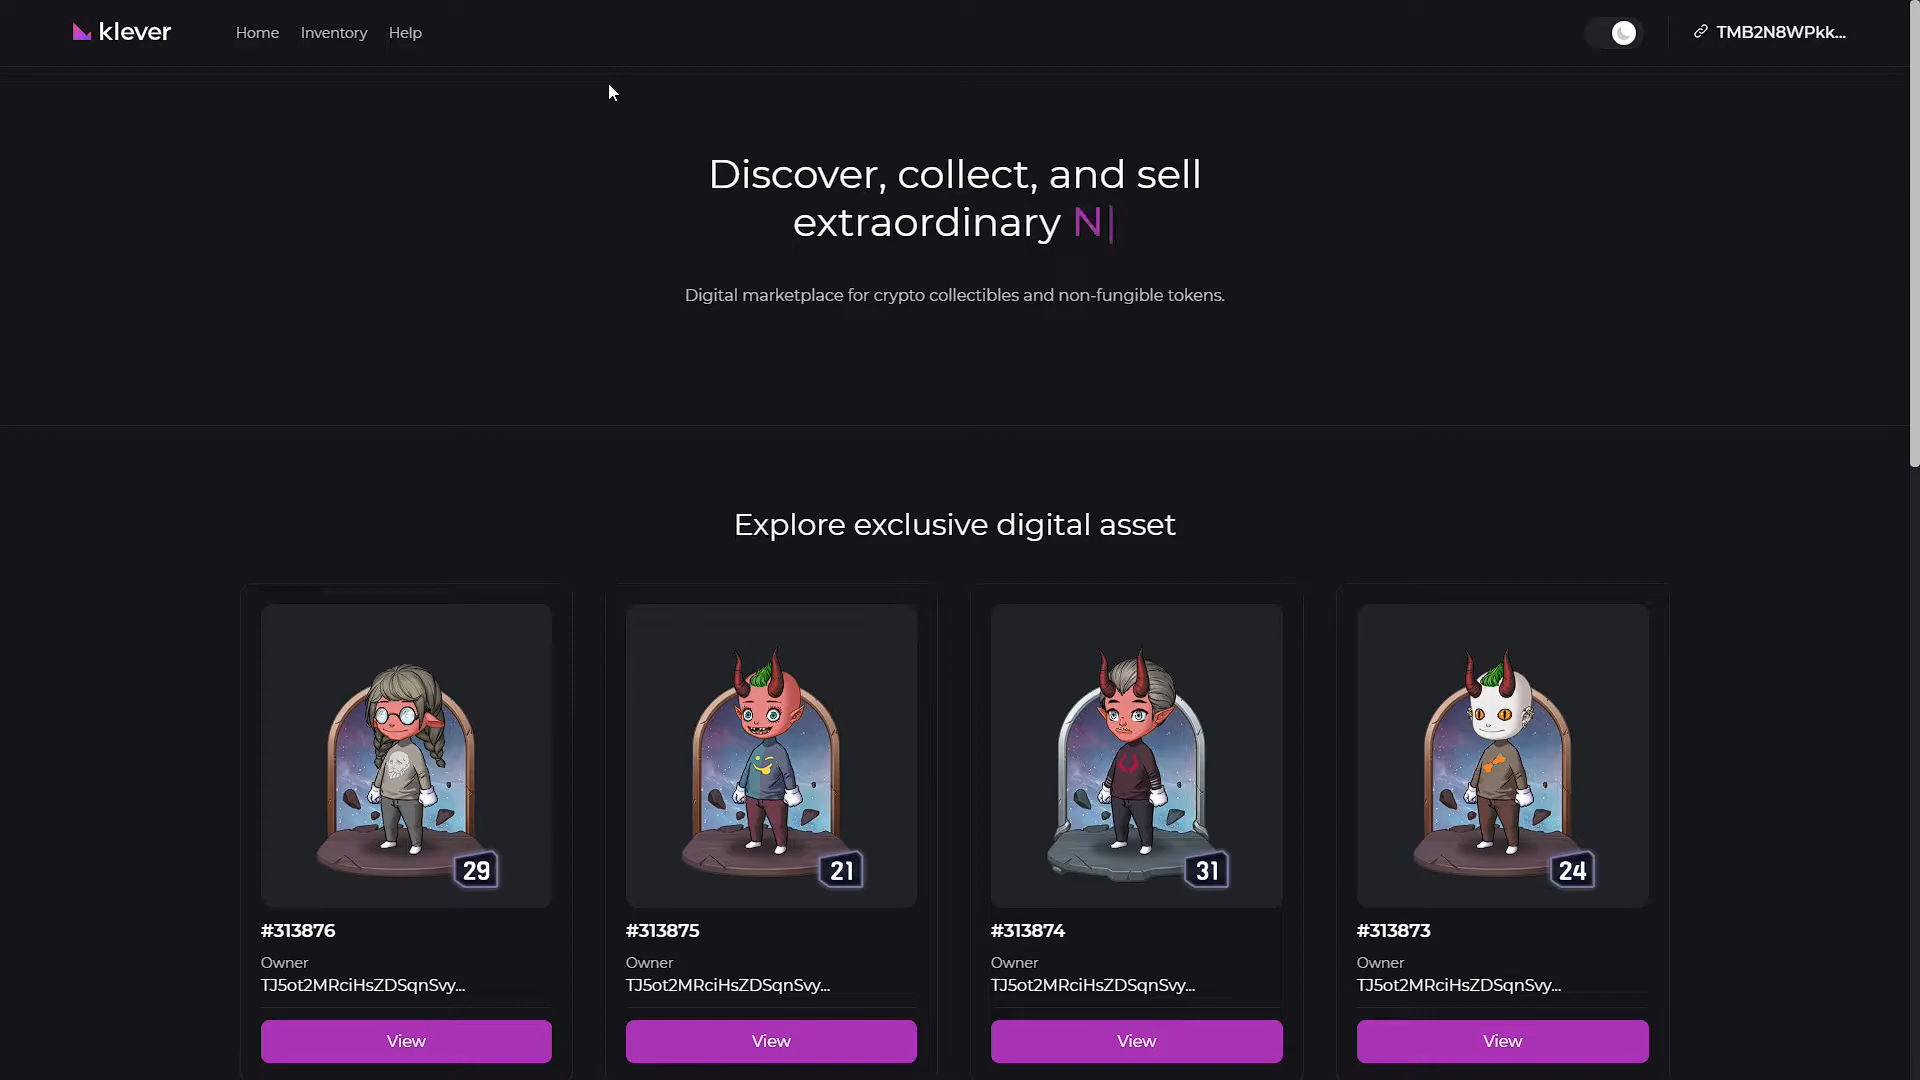 klever
Home
Inventory
Help
TMB2N8WPkk...
Discover, collect, and sell
extraordinary N|
Digital marketplace for crypto collectibles and non-fungible tokens.
Explore exclusive digital asset
29
#313876
Owner
TJ5ot2MRciHsZDSqnSvy...
View
21
#313875
Owner
TJ5ot2MRciHsZDSqnSvy...
View
31
#313874
Owner
TJ5ot2MRciHsZDSqnSvy...
View
24
#313873
Owner
TJ5ot2MRciHsZDSqnSvy...
View